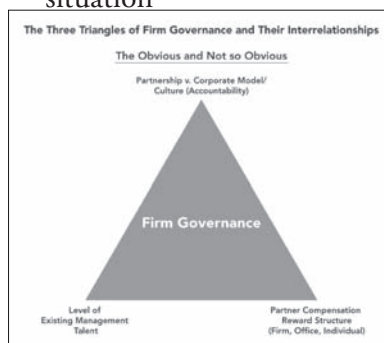 situation
The Three Triangles of Firm Governance and Their Interrelationships
The Obvious and Not so Obvious
Partnership v. Corporate Model/
Culture (Accountability)
Firm Governance
Level of
Existing Management
Talent
Partner Compensation
Reward Structure
(Firm, Office, Individual)